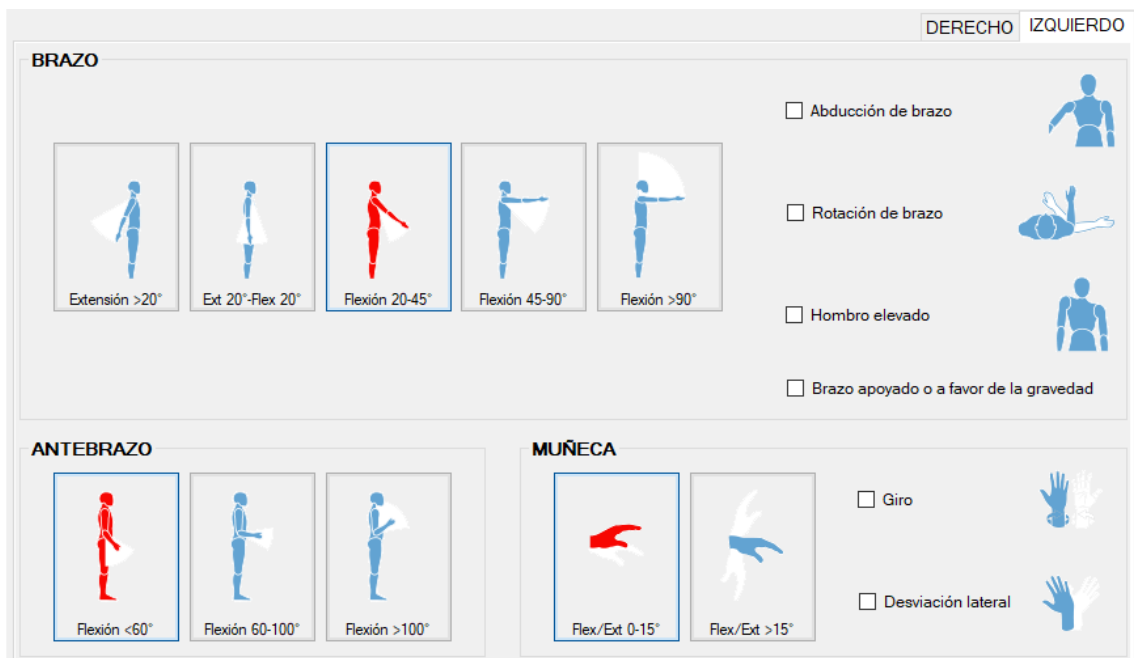 DERECHO IZQUIERDO
BRAZO
Abducción de brazo
Rotación de brazo
Extensión >20° Ext 20°-Flex 20° Flexión 20-45° Flexión 45-90° Flexión >90°
Hombro elevado
Brazo apoyado o a favor de la gravedad
ANTEBRAZO
Flexión <60° Flexión 60-100° Flexión >100°
MUÑECA
Flex/Ext 0-15° Flex/Ext >15°
Giro
Desviación lateral